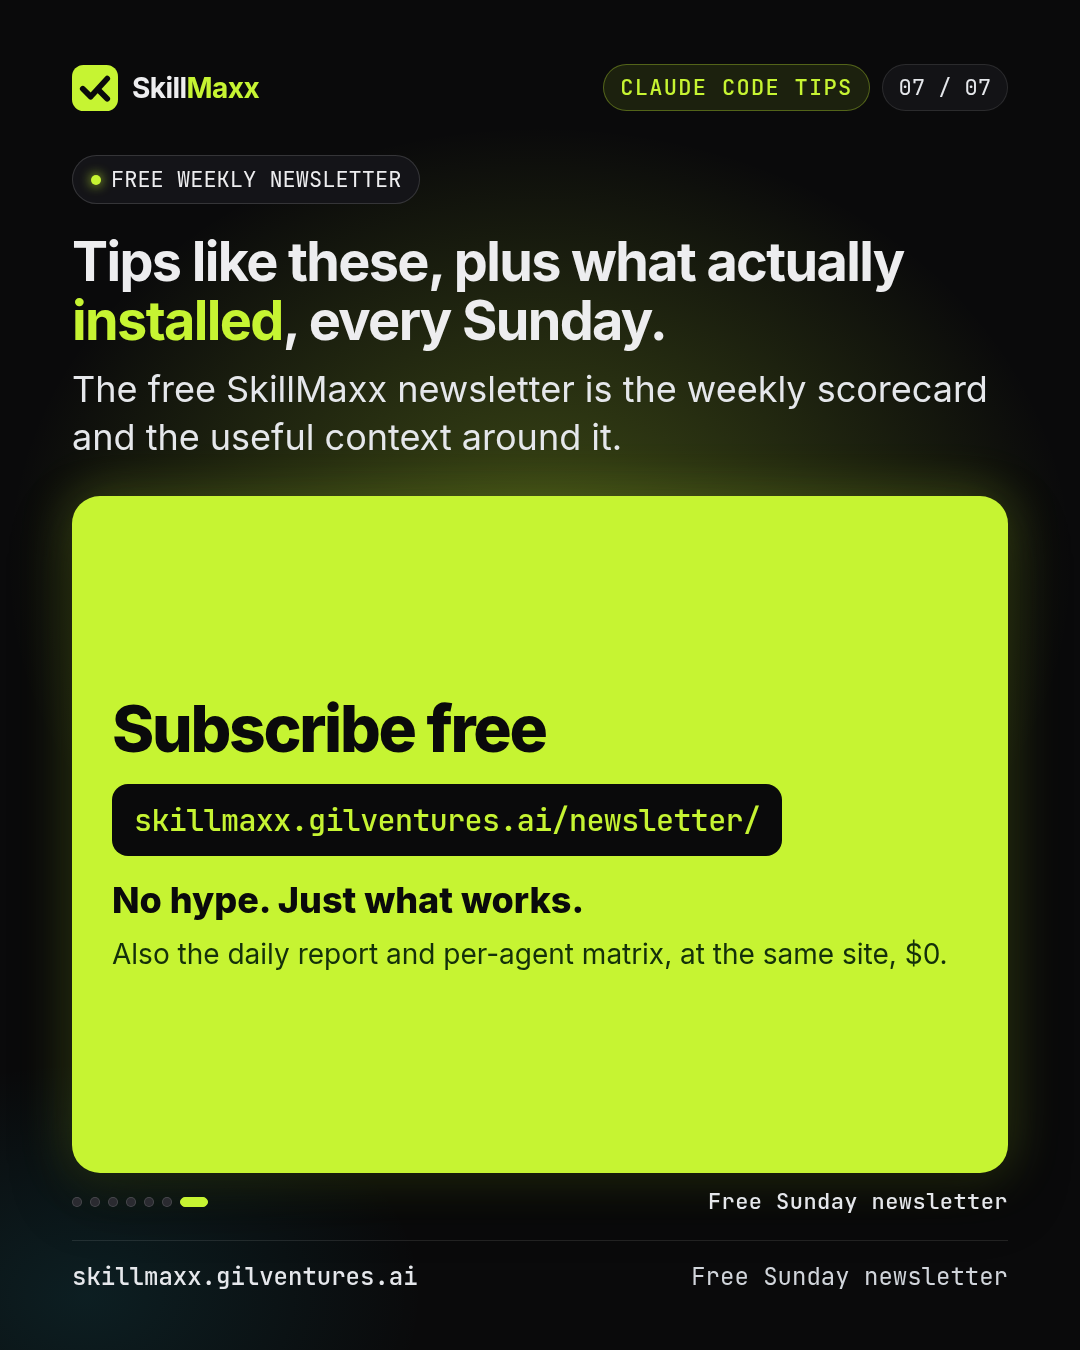 SkillMaxx
CLAUDE CODE TIPS
07 / 07
FREE WEEKLY NEWSLETTER
Tips like these, plus what actually
installed, every Sunday.
The free SkillMaxx newsletter is the weekly scorecard
and the useful context around it.
Subscribe free
skillmaxx.gilventures.ai/newsletter/
No hype. Just what works.
Also the daily report and per-agent matrix, at the same site, $0.
Free Sunday newsletter
skillmaxx.gilventures.ai
Free Sunday newsletter